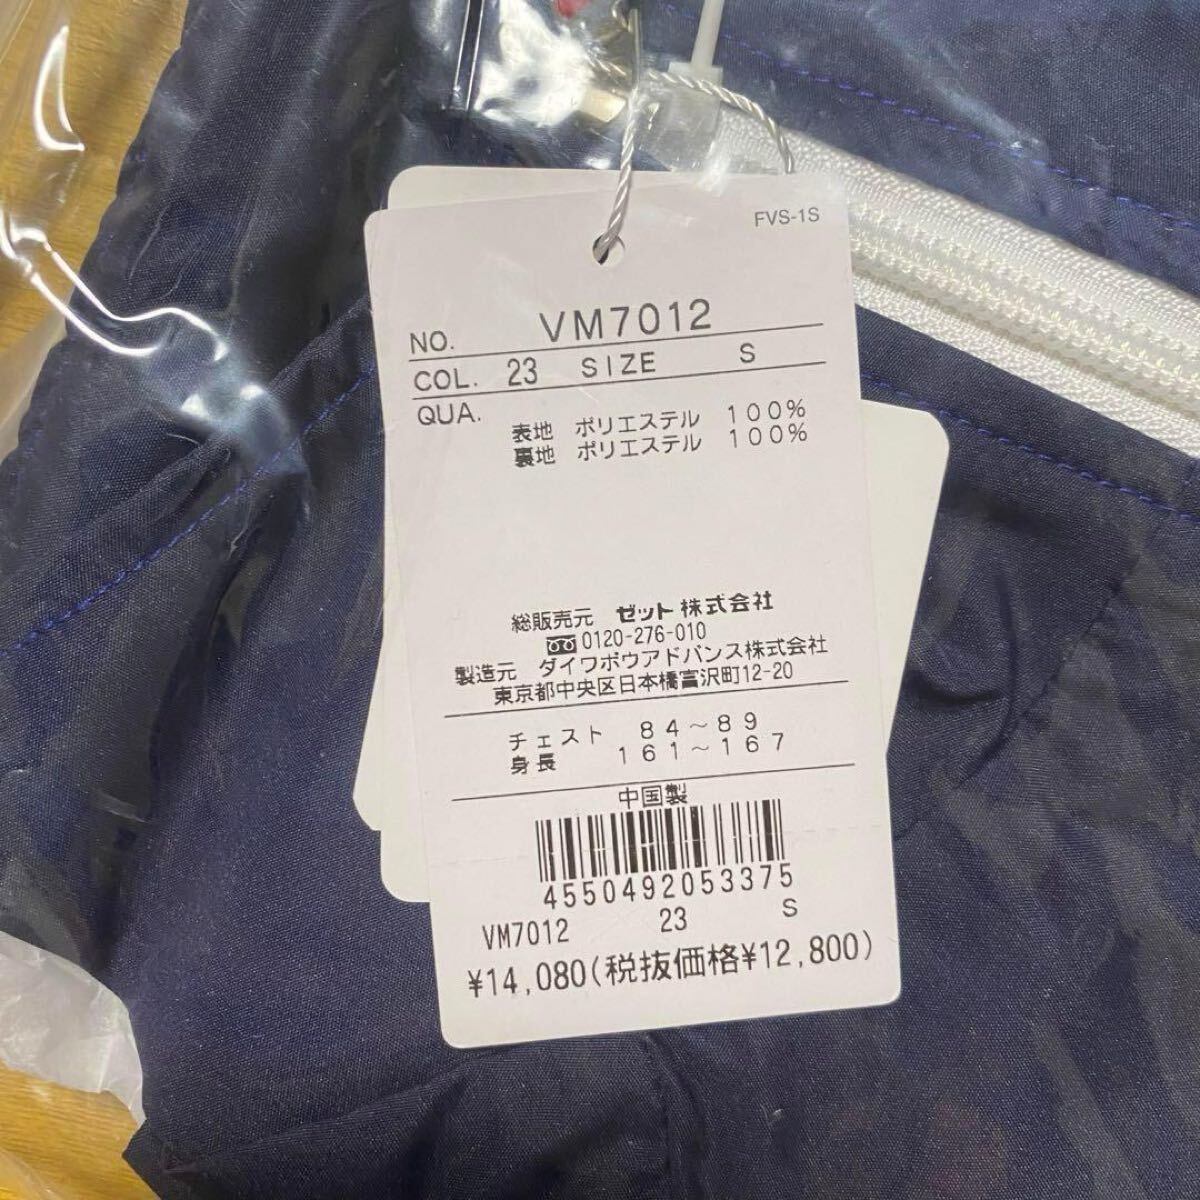 FVS-1S
NO. VM7012
COL. 23 SIZE S
QUA.
表地 ポリエステル 100%
裏地 ポリエステル 100%
総販売元 ゼット株式会社
0120-276-010
製造元 ダイワボウアドバンス株式会社
東京都中央区日本橋富沢町12-20
チェスト 84～89
身長 161～167
中国製
4550492053375
VM7012 23 S
¥14,080(税抜価格¥12,800)